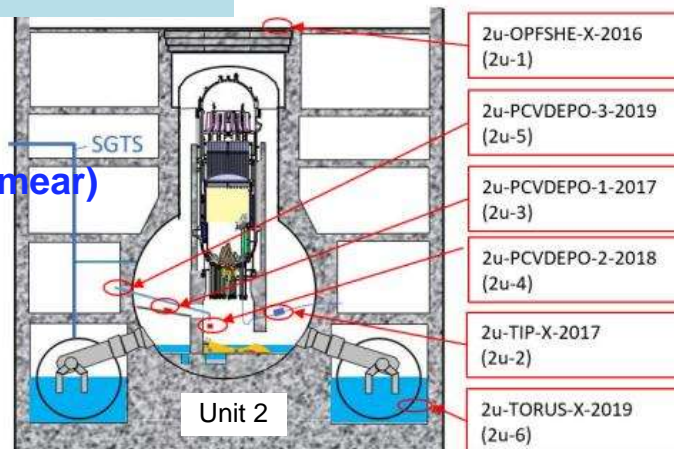 2u-OPFSHE-X-2016
(2u-1)
2u-PCVDEPO-3-2019
(2u-5)
SGTS
mear)
2u-PCVDEPO-1-2017
(2u-3)
2u-PCVDEPO-2-2018
(2u-4)
2u-TIP-X-2017
(2u-2)
Unit 2
2u-TORUS-X-2019
(2u-6)